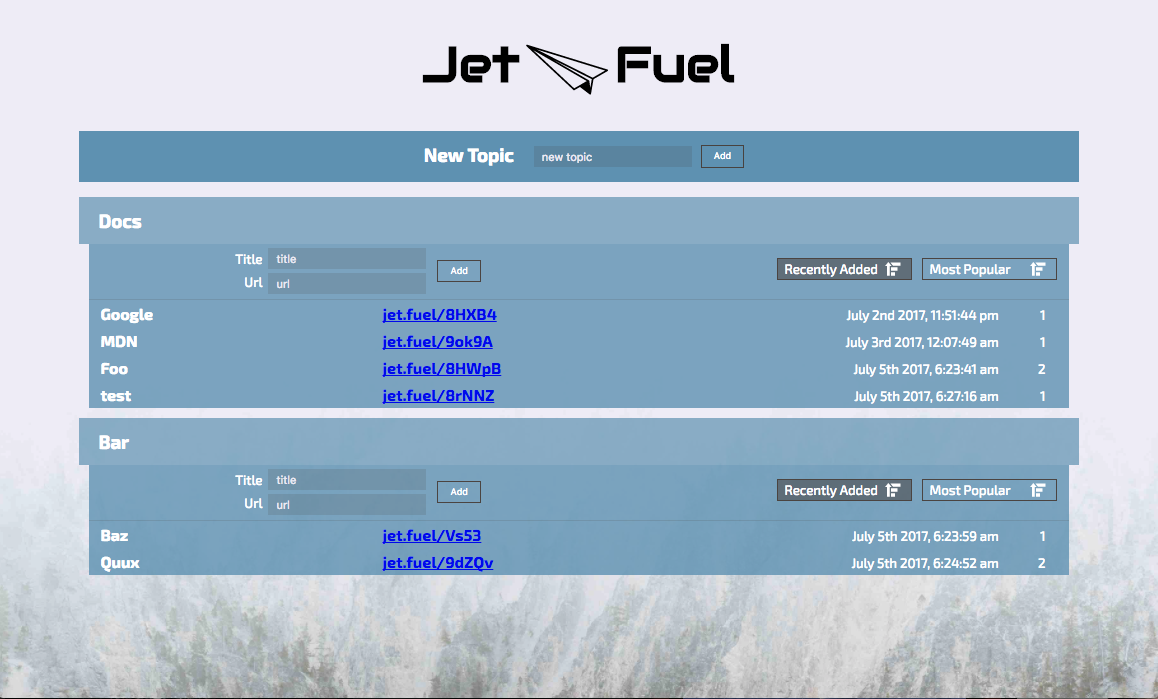 Jet Fuel
New Topic new topic Add
Docs
Title title
Url url
Add
Recently Added Most Popular
Google jet.fuel/8HXB4 July 2nd 2017, 11:51:44 pm 1
MDN jet.fuel/9ok9A July 3rd 2017, 12:07:49 am 1
Foo jet.fuel/8HWpB July 5th 2017, 6:23:41 am 2
test jet.fuel/8rNNZ July 5th 2017, 6:27:16 am 1
Bar
Title title
Url url
Add
Recently Added Most Popular
Baz jet.fuel/Vs53 July 5th 2017, 6:23:59 am 1
Quux jet.fuel/9dZQv July 5th 2017, 6:24:52 am 2